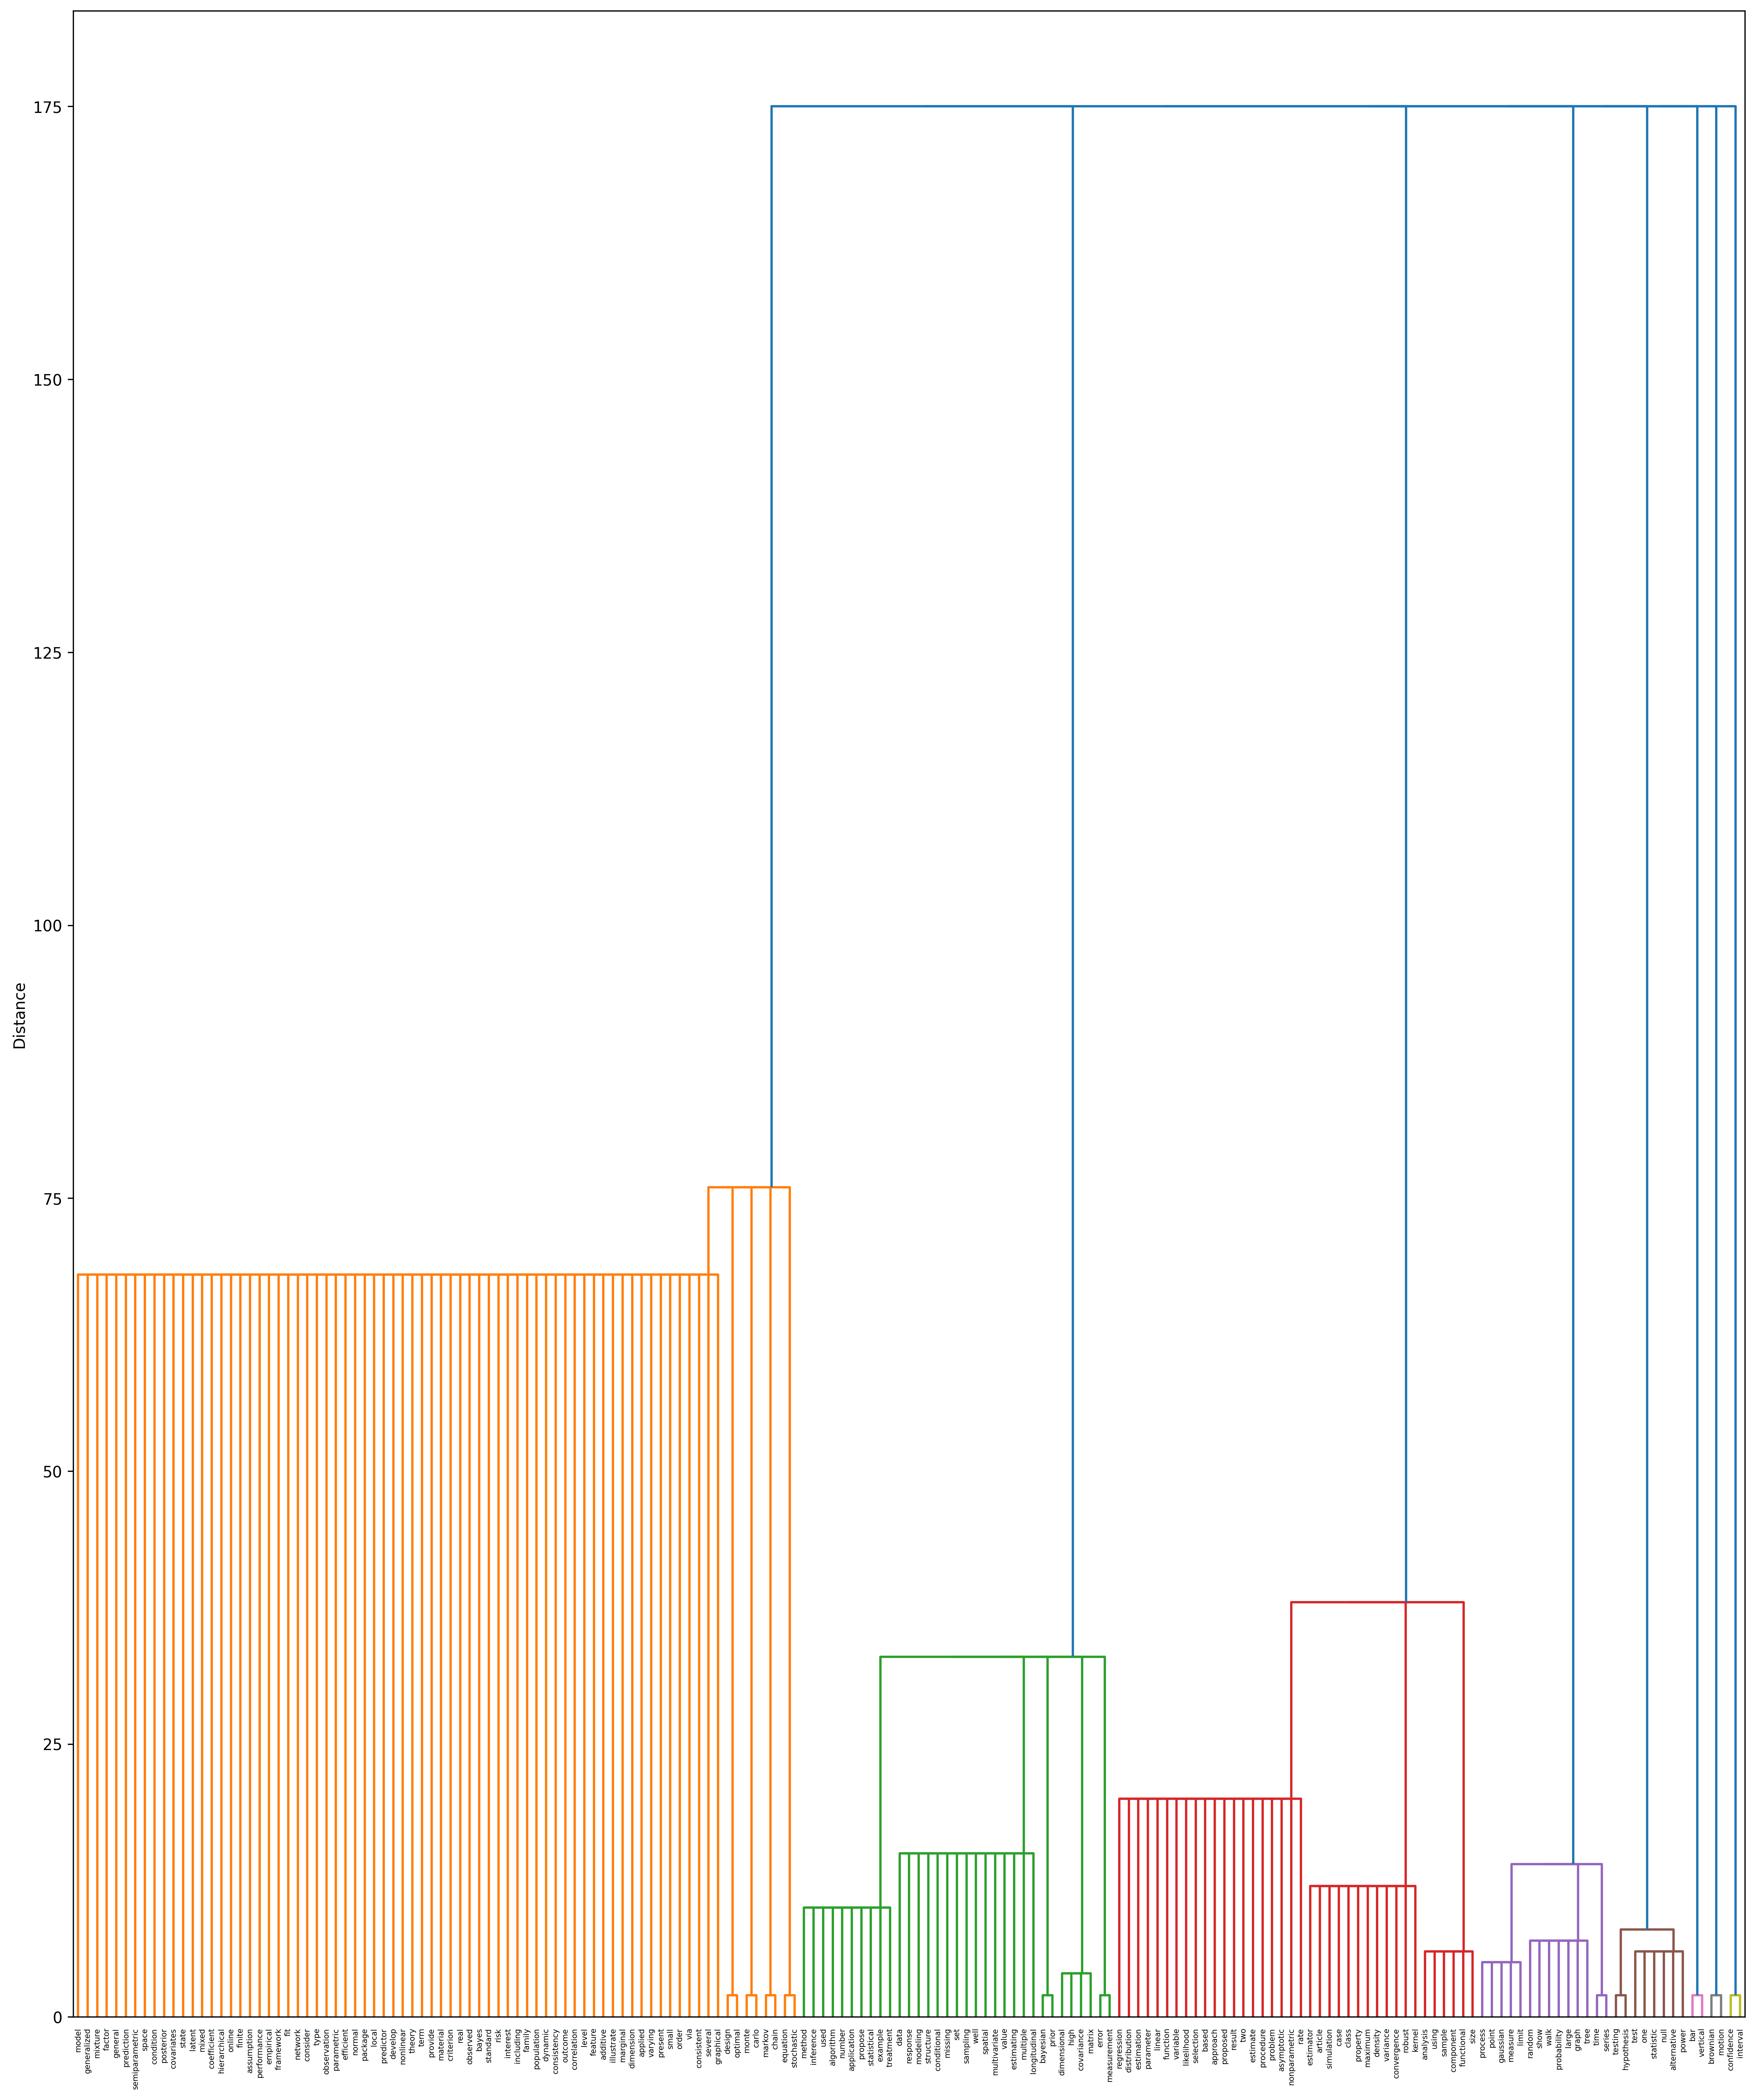 175
150
125
100
75
50
25
0
Distance
model
generalized
mixture
factor
general
prediction
semiparametric
space
condition
posterior
covariates
state
latent
mixed
coefficient
hierarchical
online
finite
assumption
performance
empirical
framework
fit
network
consider
type
observation
parametric
efficient
normal
package
local
predictor
develop
nonlinear
theory
term
provide
material
criterion
real
observed
bayes
standard
risk
interest
including
family
population
dynamic
consistency
outcome
correlation
level
feature
additive
illustrate
marginal
dimension
applied
varying
present
small
order
via
consistent
several
graphical
design
optimal
monte
carlo
markov
chain
equation
stochastic
method
inference
used
algorithm
number
application
propose
statistical
example
treatment
data
response
modeling
structure
conditional
missing
set
sampling
well
spatial
multivariate
value
estimating
multiple
longitudinal
bayesian
prior
dimensional
high
covariance
matrix
error
measurement
regression
distribution
estimation
parameter
linear
function
variable
likelihood
selection
based
approach
proposed
result
two
estimate
procedure
problem
asymptotic
nonparametric
rate
estimator
article
simulation
case
class
property
maximum
density
variance
convergence
robust
kernel
analysis
using
sample
component
functional
size
process
point
gaussian
measure
limit
random
show
walk
probability
large
graph
tree
time
series
testing
hypothesis
test
one
statistic
null
alternative
power
bar
vertical
brownian
motion
confidence
interval